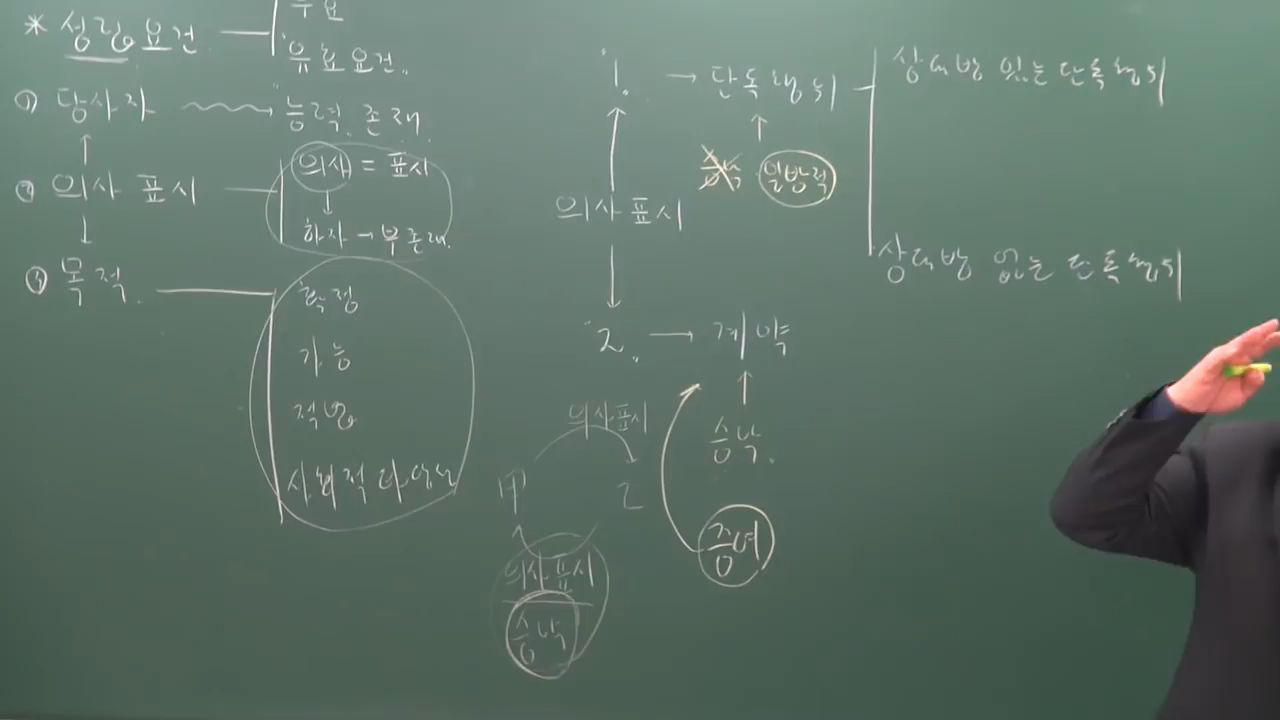 * 성립요건
"유효요건"
① 당사자 → 능력 존재
② 의사 표시
의사 = 표시
↓
하자 → 부존재.
③ 목적
확정
가능
적법
사회적 타당성
"1" → 단독행위
승낙 일방적
상대방 있는 단독행위
상대방 없는 단독행위
의사표시
"2" → 계약
승낙.
증여
의사표시
甲 乙
의사표시
승낙